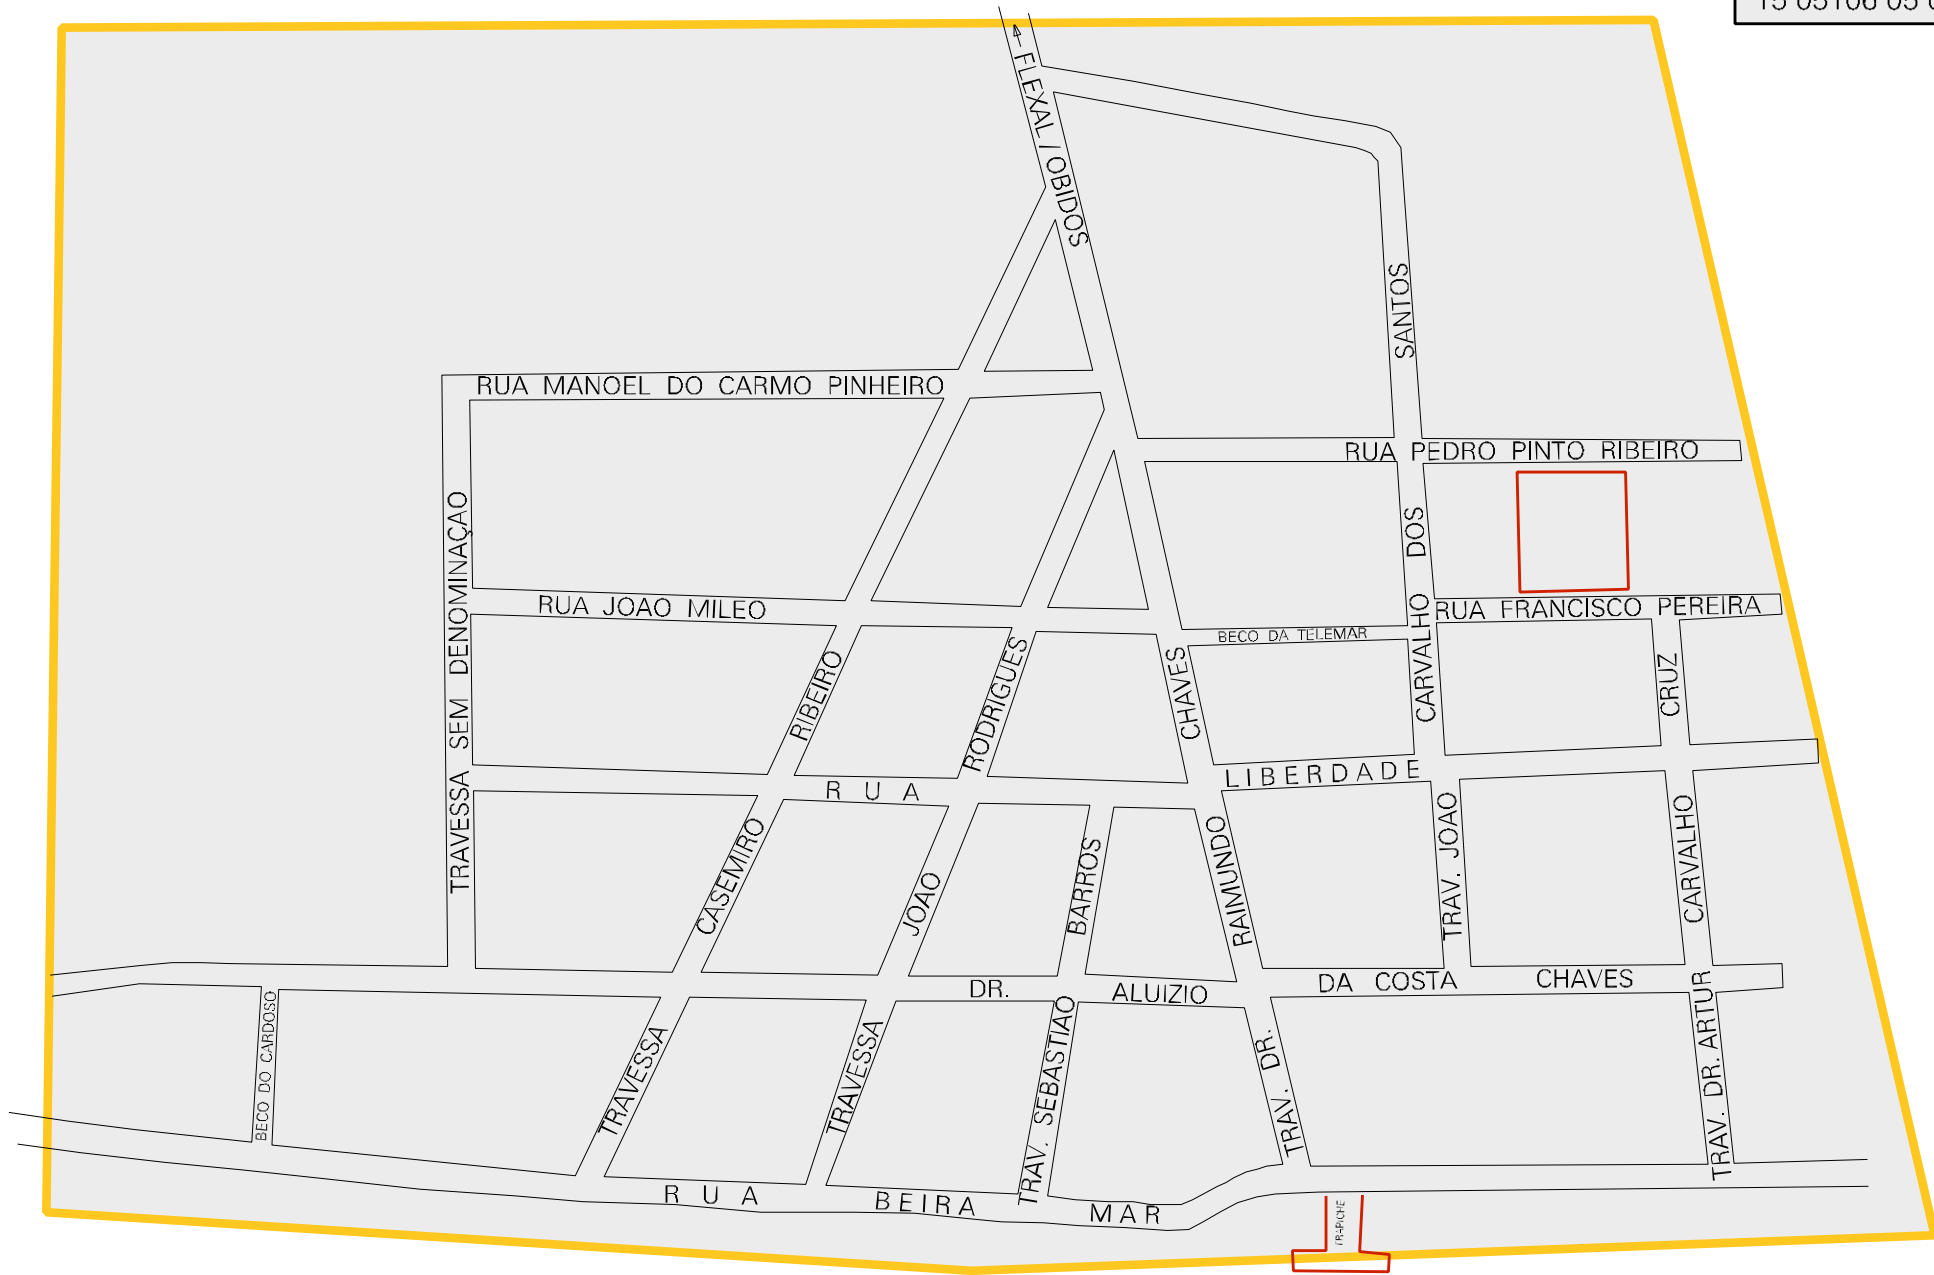 FLEXAL / OBIDOS
SANTOS
RUA MANOEL DO CARMO PINHEIRO
RUA PEDRO PINTO RIBEIRO
TRAVESSA SEM DENOMINAÇAO
DOS
RUA JOAO MILEO
RUA FRANCISCO PEREIRA
BECO DA TELEMAR
CARVALHO
RIBEIRO
RODRIGUES
CHAVES
CRUZ
RUA
LIBERDADE
CASEMIRO
JOAO
BARROS
RAIMUNDO
TRAV. JOAO
CARVALHO
DR.
ALUIZIO
DA COSTA
CHAVES
BECO DO CARDOSO
TRAVESSA
TRAVESSA
TRAV. SEBASTIAO
TRAV. DR.
TRAV. DR. ARTUR
RUA
BEIRA
MAR
TRAPICHE